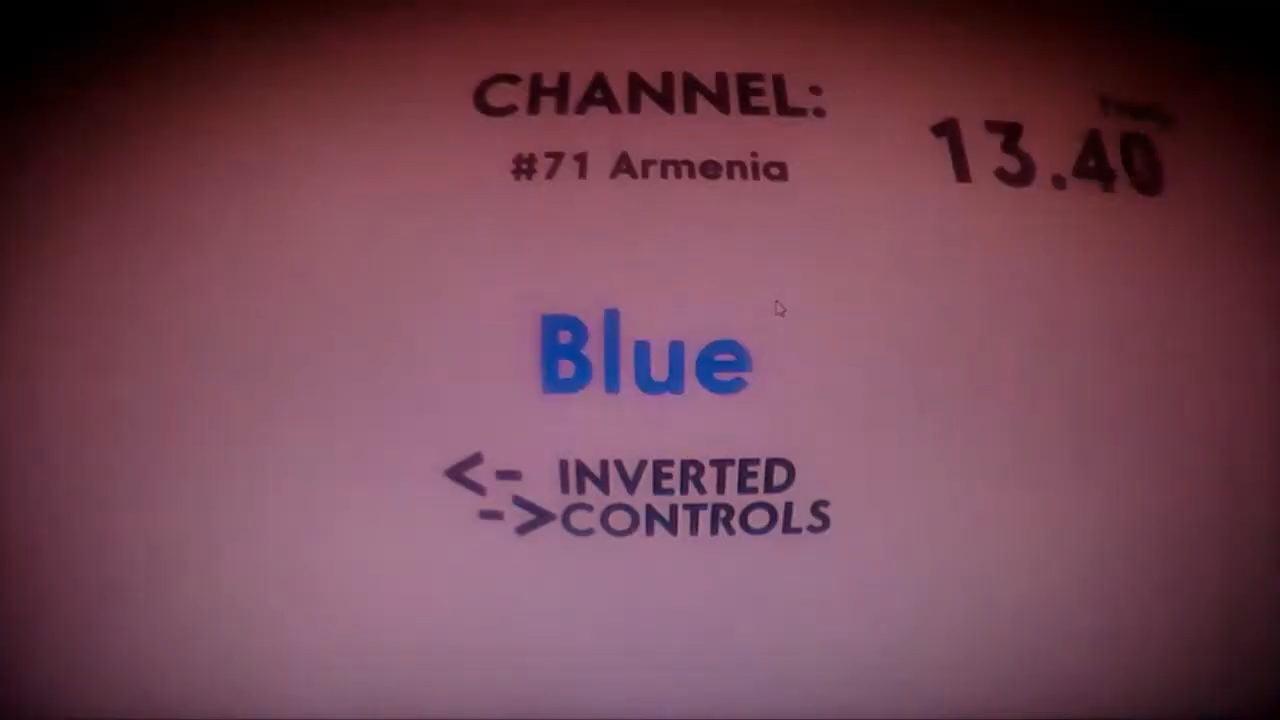 CHANNEL:
#71 Armenia
13.40
Blue
<- INVERTED
->CONTROLS